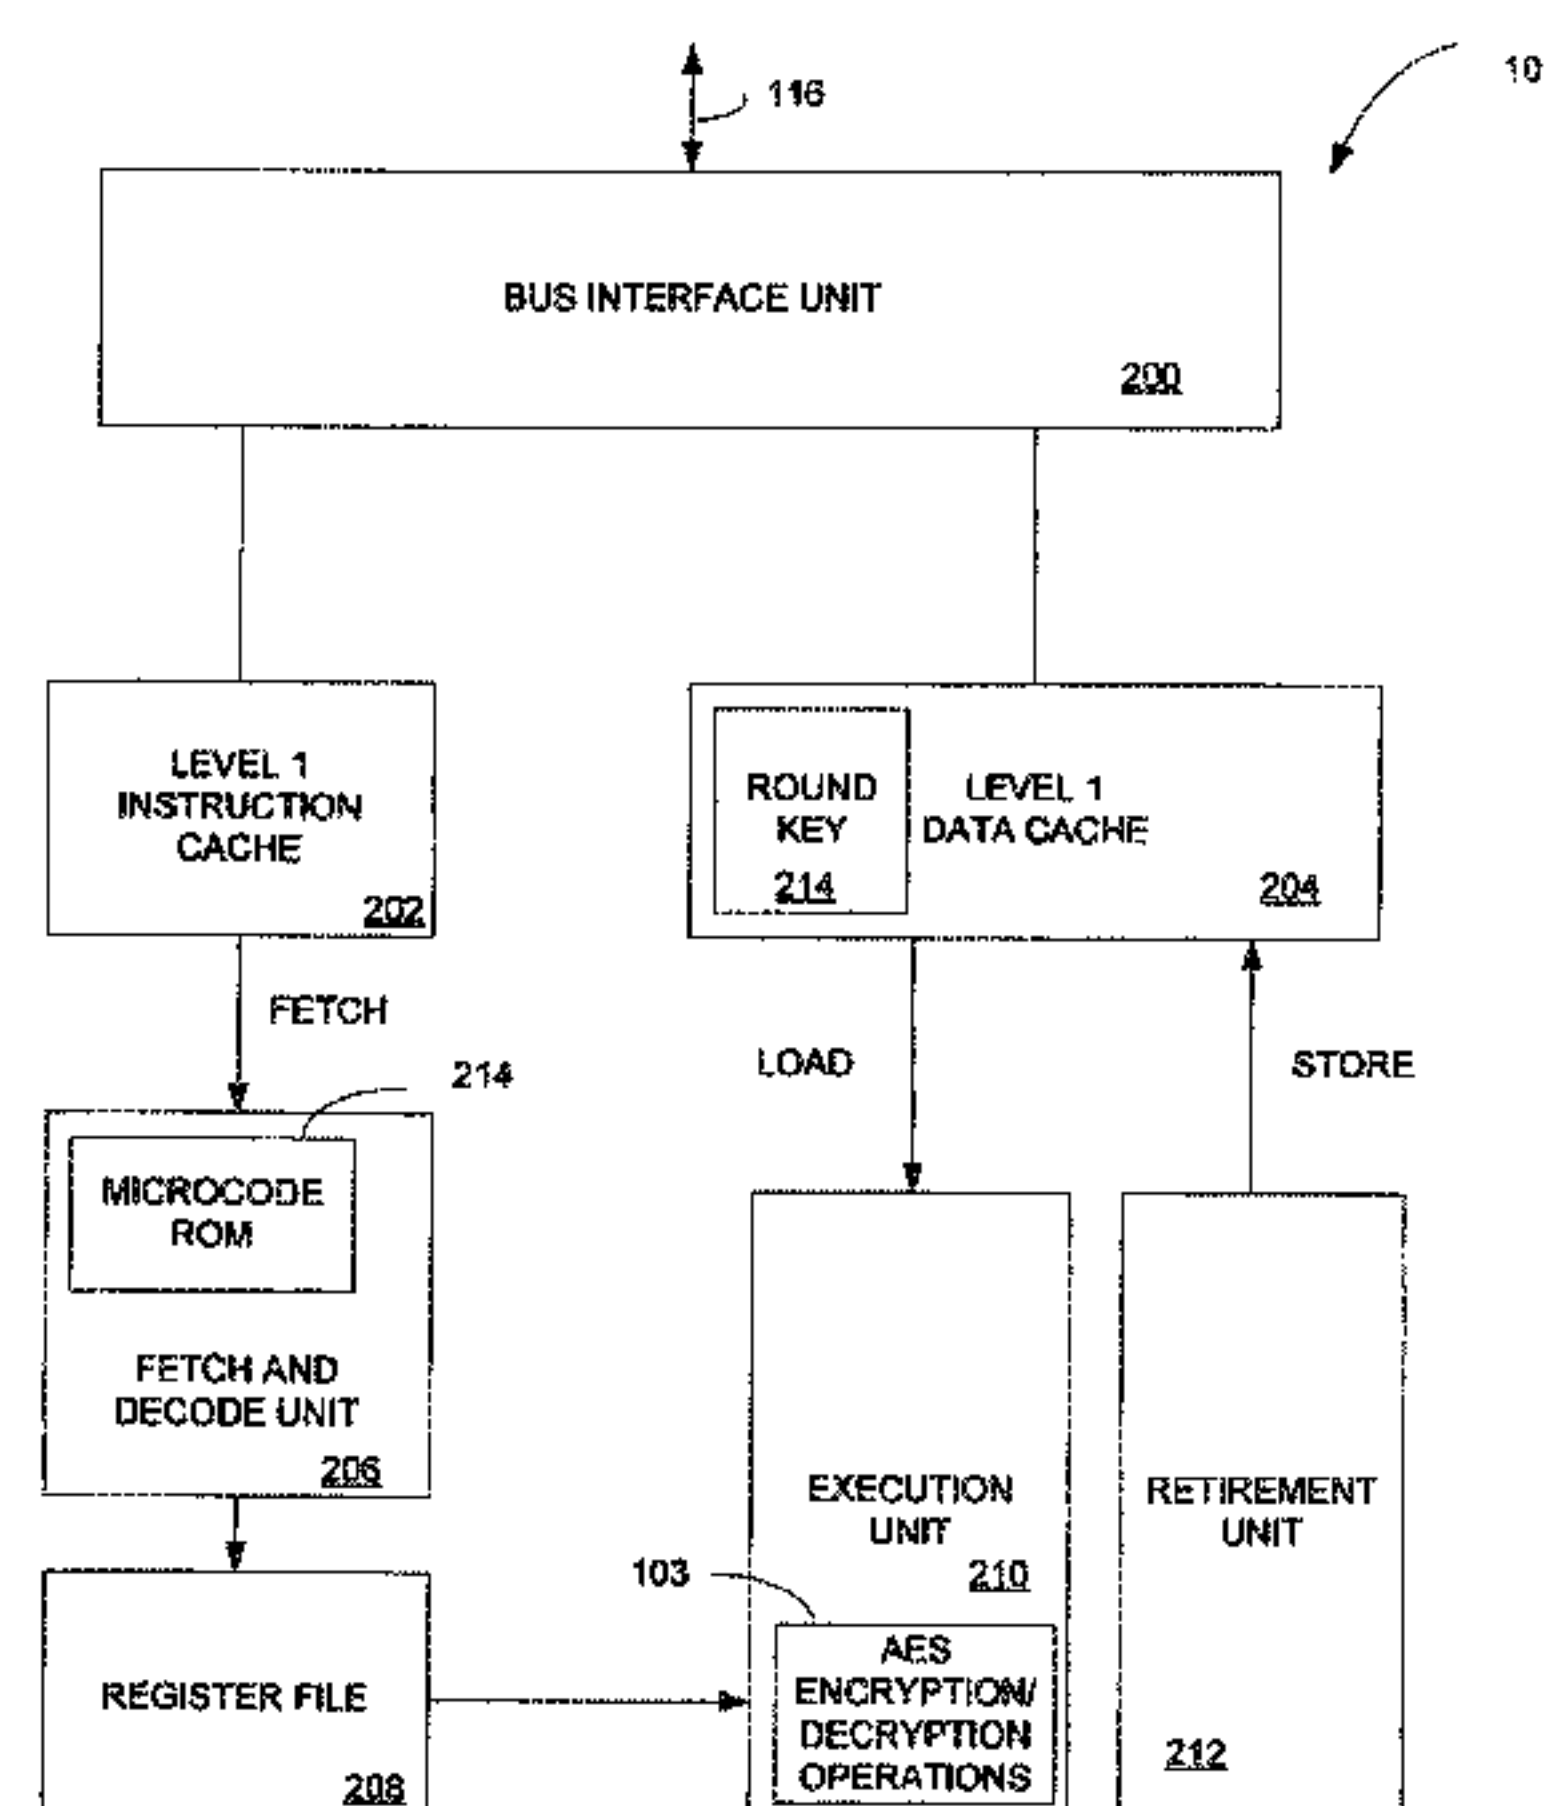 10
116
BUS INTERFACE UNIT
200
LEVEL 1
INSTRUCTION
CACHE
202
ROUND
KEY
214
LEVEL 1
DATA CACHE
204
FETCH
214
LOAD
STORE
MICROCODE
ROM
FETCH AND
DECODE UNIT
206
EXECUTION
UNIT
210
RETIREMENT
UNIT
212
103
AES
ENCRYPTION/
DECRYPTION
OPERATIONS
REGISTER FILE
208